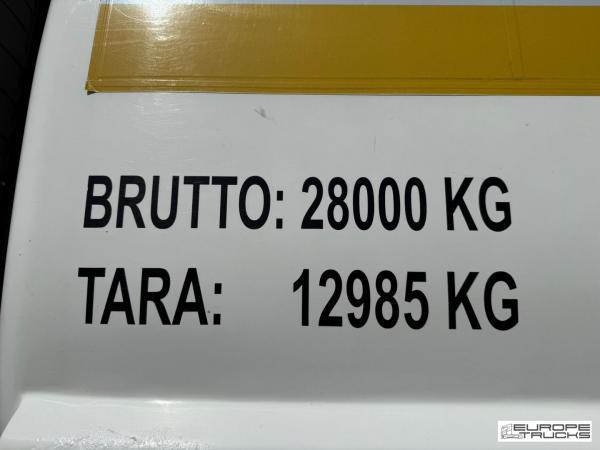 BRUTTO: 28000 KG
TARA: 12985 KG
EUROPE
TRUCKS